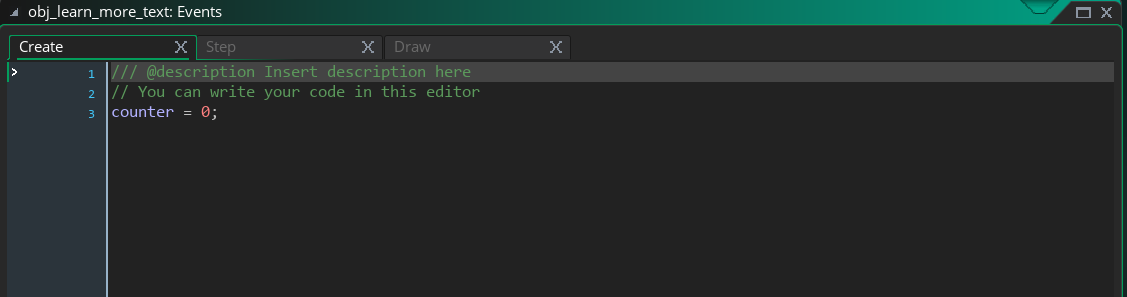 obj_learn_more_text: Events
Create Step Draw
1 /// @description Insert description here
2 // You can write your code in this editor
3 counter = 0;